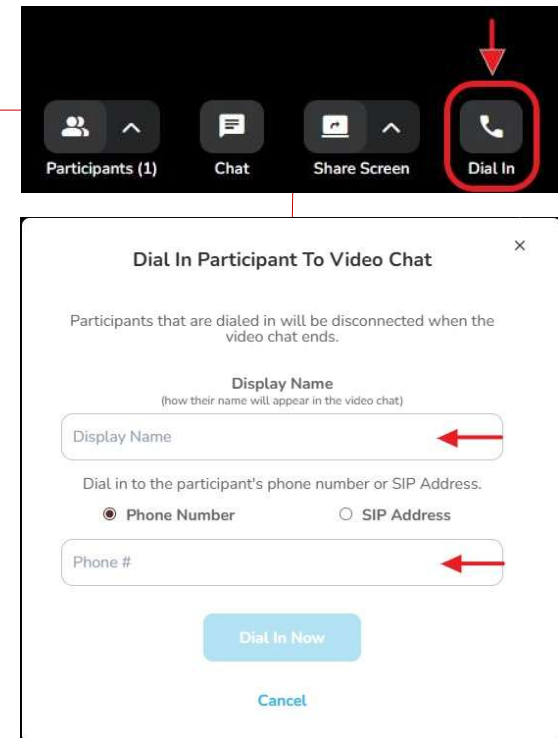 Participants (1) Chat Share Screen Dial In
Dial In Participant To Video Chat
Participants that are dialed in will be disconnected when the
video chat ends.
Display Name
(how their name will appear in the video chat)
Display Name
Dial in to the participant's phone number or SIP Address.
Phone Number SIP Address
Phone #
Dial In Now
Cancel